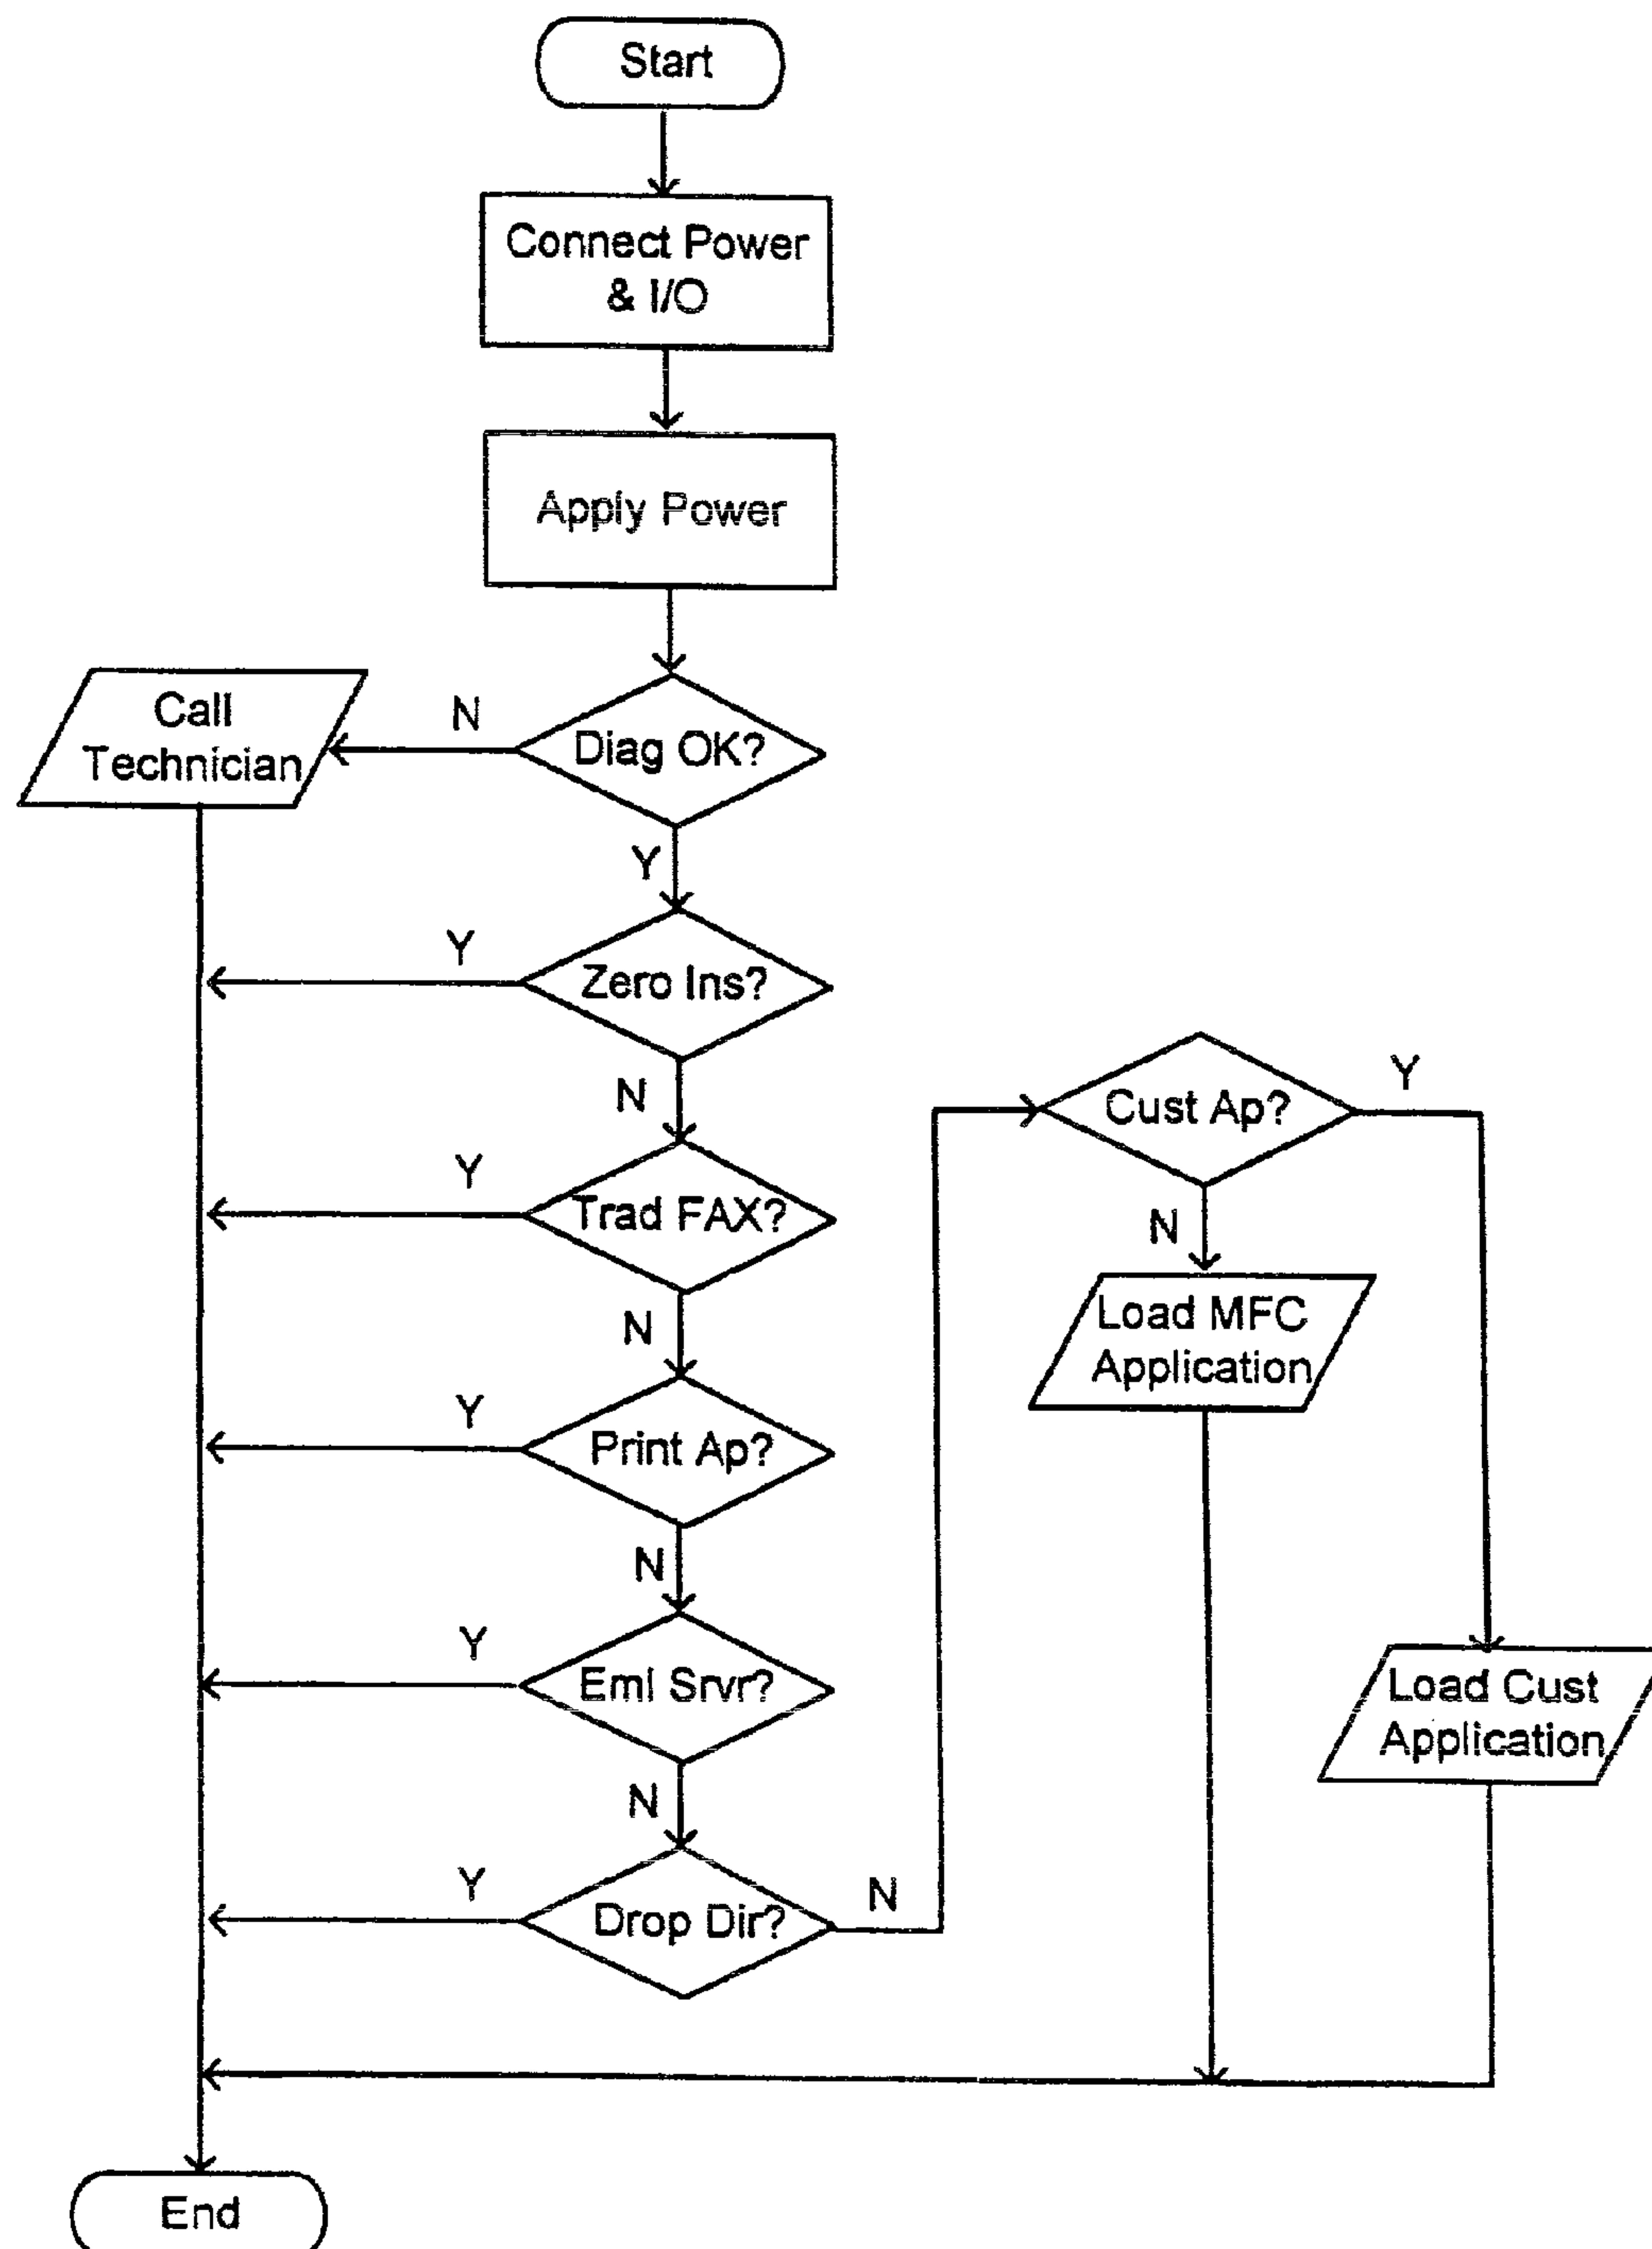 Start
Connect Power
& I/O
Apply Power
Call
Technician
N
Diag OK?
Y
Y
Zero Ins?
N
Y
Trad FAX?
N
Y
Print Ap?
N
Y
Eml Srvr?
N
Y
Drop Dir?
N
Cust Ap?
Y
N
Load MFC
Application
Load Cust
Application
End